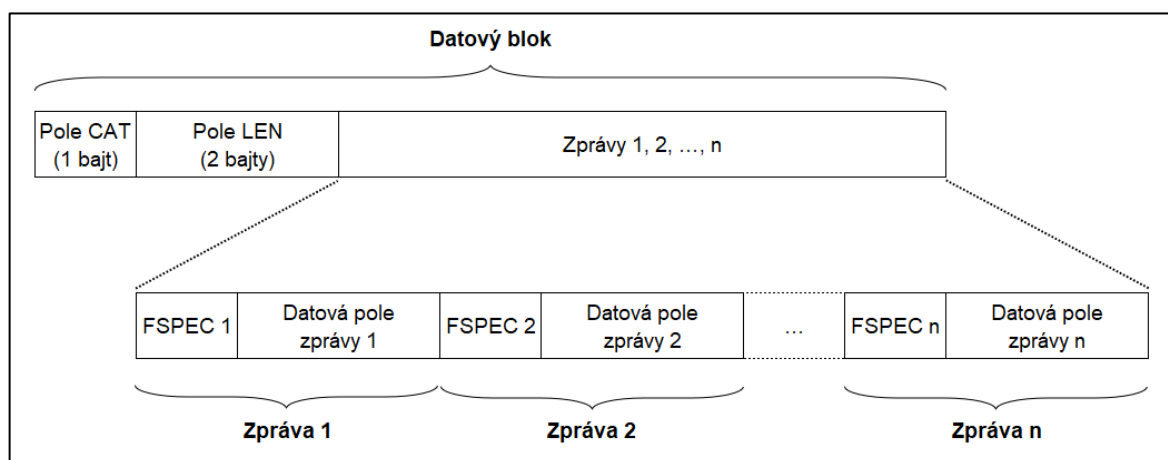 Datový blok
Pole CAT
(1 bajt)
Pole LEN
(2 bajty)
Zprávy 1, 2, …, n
FSPEC 1
Datová pole
zprávy 1
FSPEC 2
Datová pole
zprávy 2
…
FSPEC n
Datová pole
zprávy n
Zpráva 1
Zpráva 2
Zpráva n